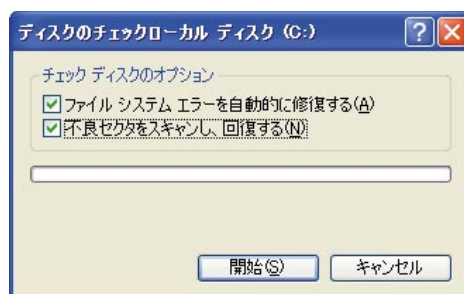 ディスクのチェックローカル ディスク (C:)
チェック ディスクのオプション
ファイル システム エラーを自動的に修復する(A)
不良セクタをスキャンし、回復する(N)
開始(S)
キャンセル